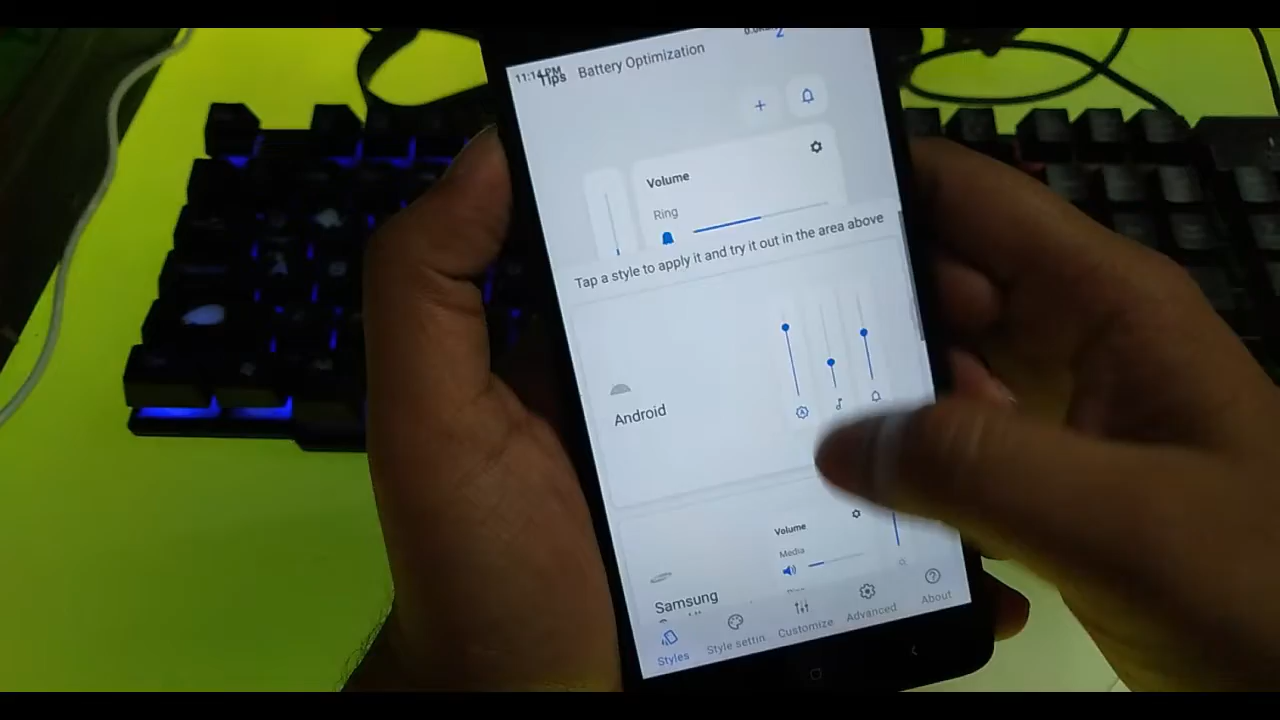 11:14 PM
Tips Battery Optimization
Volume
Ring
Tap a style to apply it and try it out in the area above
Android
Volume
Media
Samsung
Styles
Style settin
Customize
Advanced
About